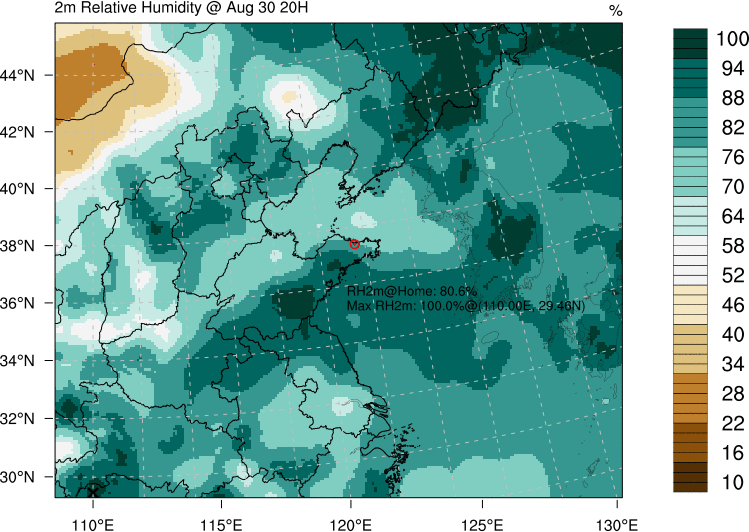 2m Relative Humidity @ Aug 30 20H
%
44°N
42°N
40°N
38°N
36°N
34°N
32°N
30°N
RH2m@Home: 80.6%
Max RH2m: 100.0%@(110.00E, 29.46N)
110°E
115°E
120°E
125°E
130°E
100
94
88
82
76
70
64
58
52
46
40
34
28
22
16
10